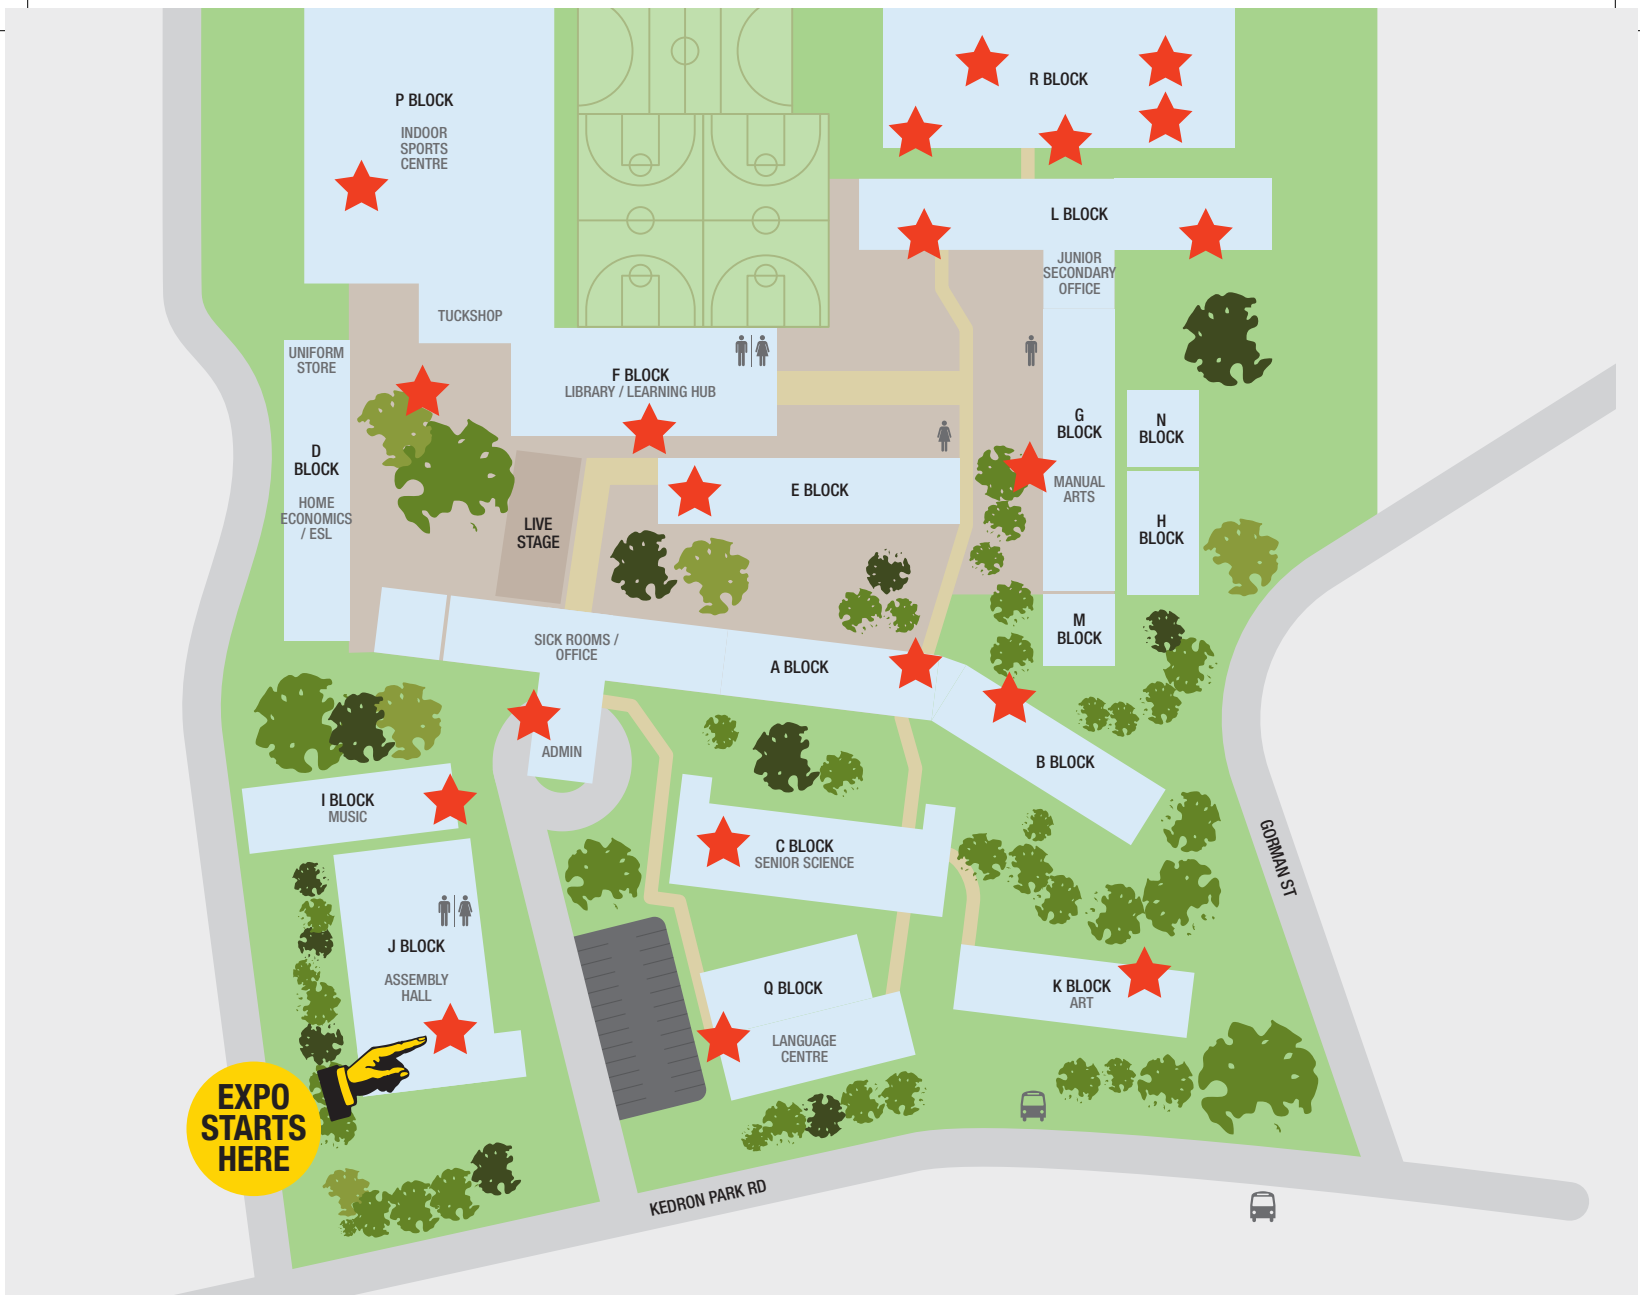 P BLOCK
INDOOR
SPORTS
CENTRE
R BLOCK
L BLOCK
JUNIOR
SECONDARY
OFFICE
TUCKSHOP
UNIFORM
STORE
F BLOCK
LIBRARY / LEARNING HUB
D
BLOCK
HOME
ECONOMICS
/ ESL
G
BLOCK
MANUAL
ARTS
N
BLOCK
H
BLOCK
E BLOCK
LIVE
STAGE
M
BLOCK
SICK ROOMS /
OFFICE
A BLOCK
ADMIN
B BLOCK
I BLOCK
MUSIC
C BLOCK
SENIOR SCIENCE
GORMAN ST
J BLOCK
ASSEMBLY
HALL
Q BLOCK
LANGUAGE
CENTRE
K BLOCK
ART
EXPO
STARTS
HERE
KEDRON PARK RD